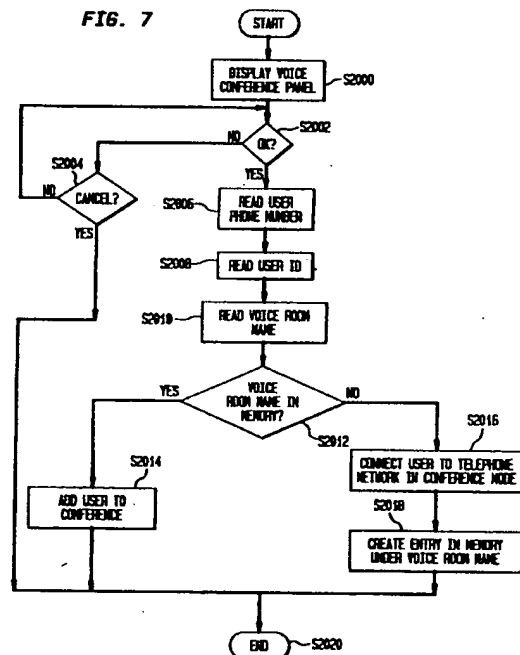 FIG. 7
START
DISPLAY VOICE
CONFERENCE PANEL
S2000
S2002
OK?
NO
YES
S2004
CANCEL?
NO
YES
S2006
READ USER
PHONE NUMBER
S2008
READ USER ID
S2010
READ VOICE ROOM
NAME
VOICE
ROOM NAME IN
MEMORY?
YES
NO
S2012
S2014
ADD USER TO
CONFERENCE
S2016
CONNECT USER TO TELEPHONE
NETWORK IN CONFERENCE MODE
S2018
CREATE ENTRY IN MEMORY
UNDER VOICE ROOM NAME
END
S2020